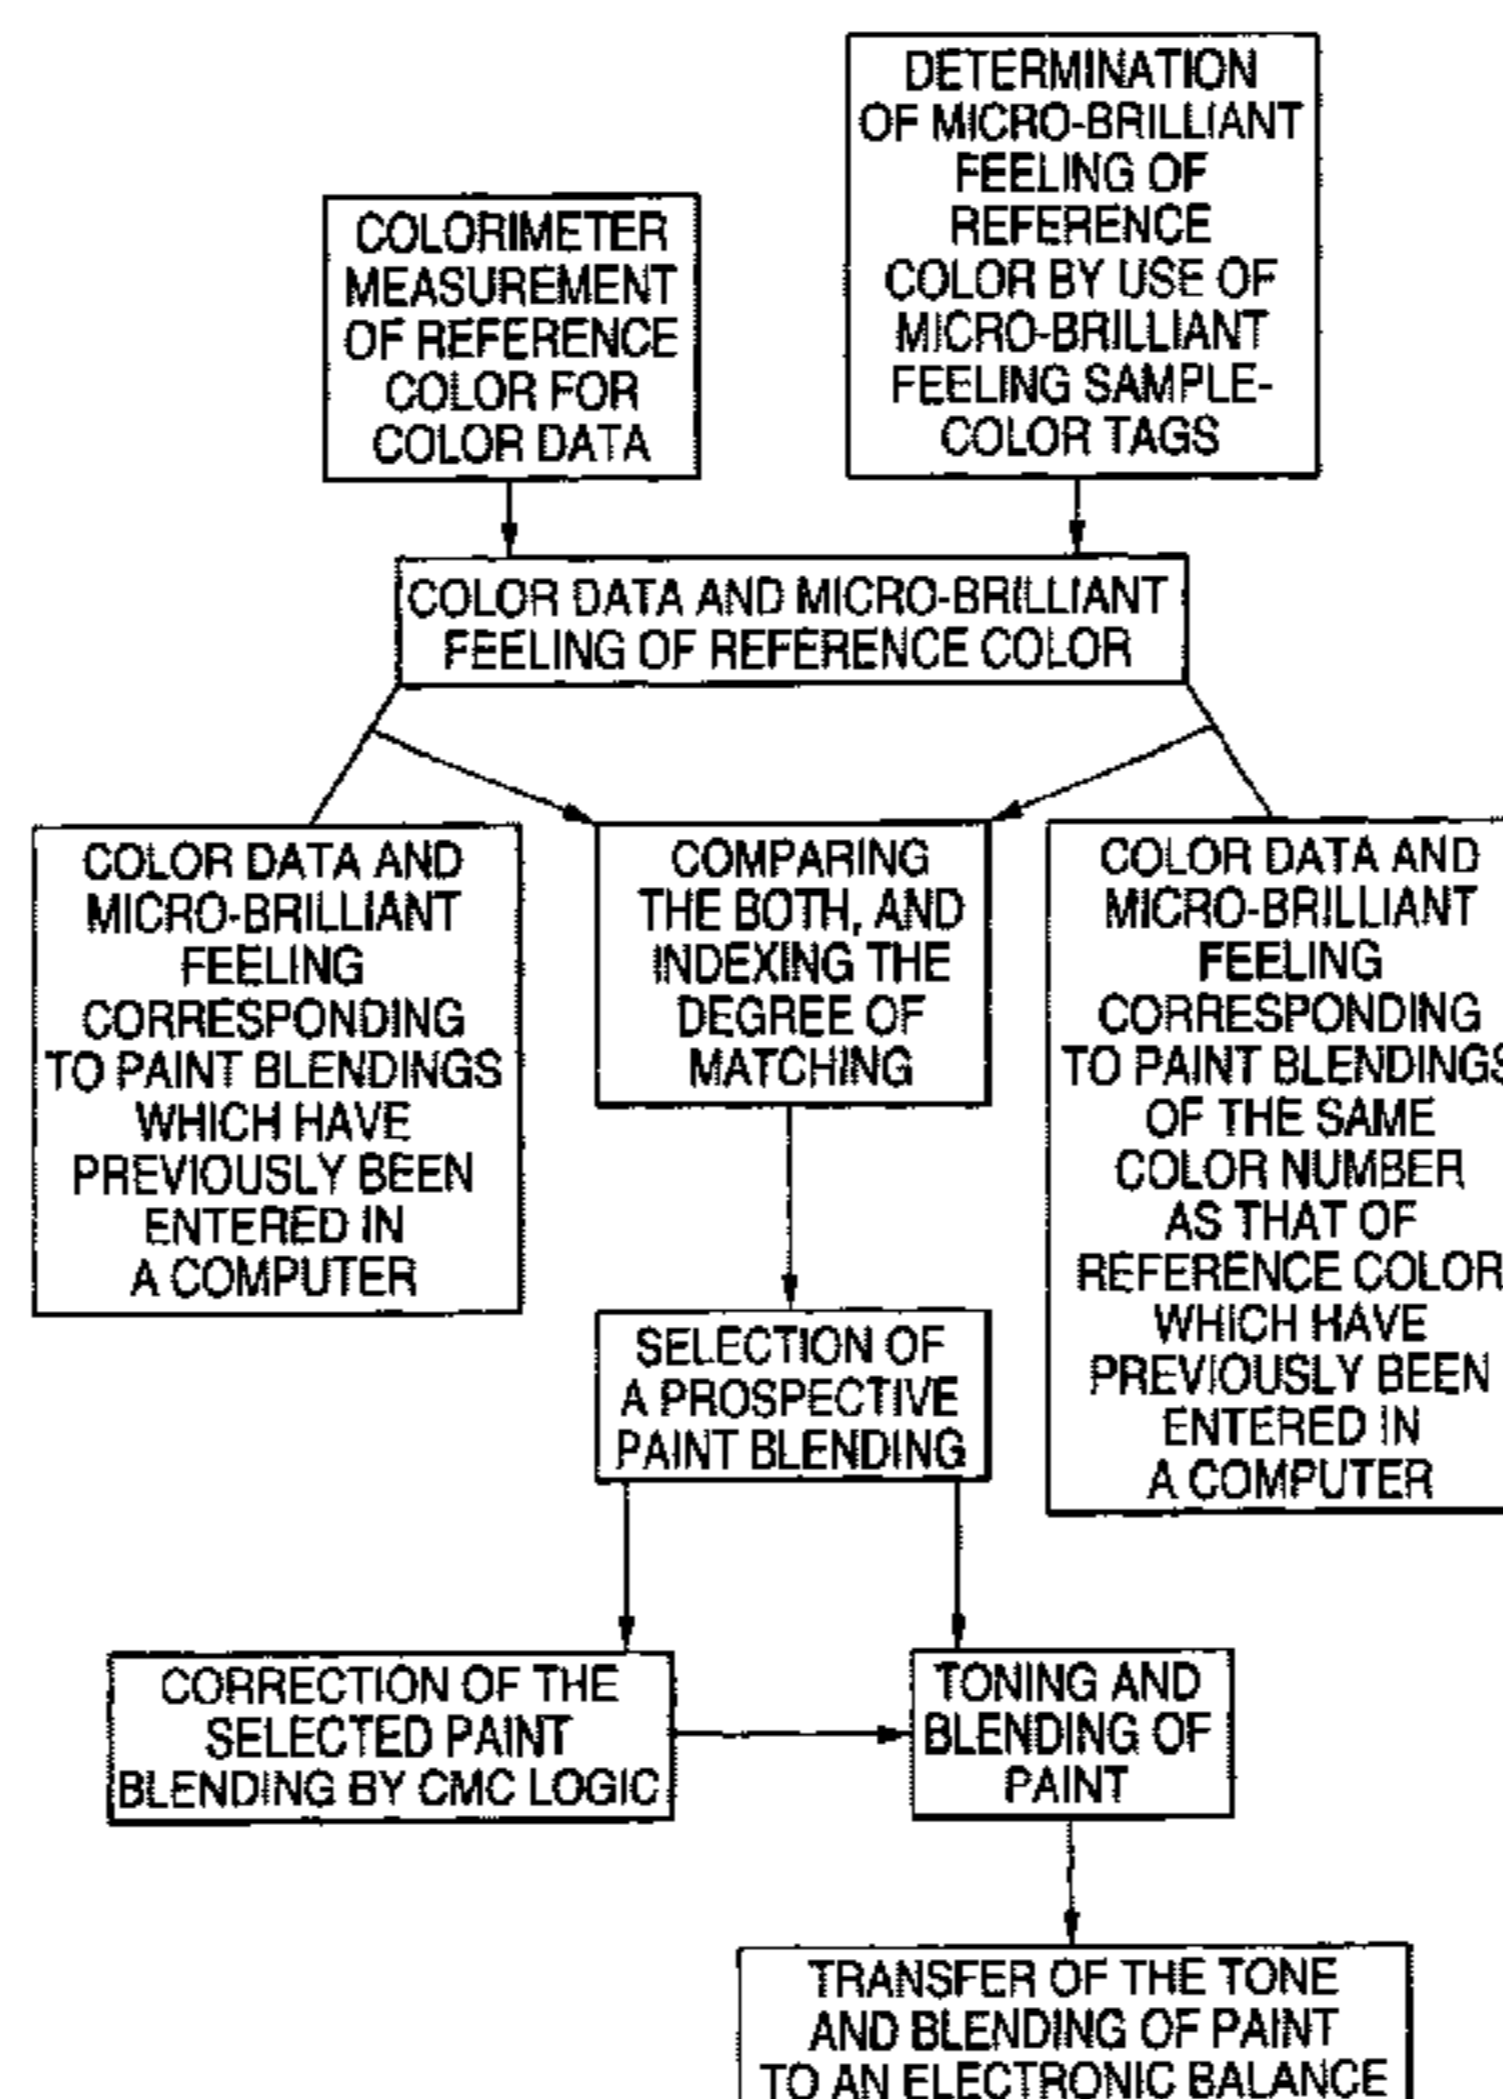 COLORIMETER
MEASUREMENT
OF REFERENCE
COLOR FOR
COLOR DATA
DETERMINATION
OF MICRO-BRILLIANT
FEELING OF
REFERENCE
COLOR BY USE OF
MICRO-BRILLIANT
FEELING SAMPLE-
COLOR TAGS
COLOR DATA AND MICRO-BRILLIANT
FEELING OF REFERENCE COLOR
COLOR DATA AND
MICRO-BRILLIANT
FEELING
CORRESPONDING
TO PAINT BLENDINGS
WHICH HAVE
PREVIOUSLY BEEN
ENTERED IN
A COMPUTER
COMPARING
THE BOTH, AND
INDEXING THE
DEGREE OF
MATCHING
COLOR DATA AND
MICRO-BRILLIANT
FEELING
CORRESPONDING
TO PAINT BLENDINGS
OF THE SAME
COLOR NUMBER
AS THAT OF
REFERENCE COLOR
WHICH HAVE
PREVIOUSLY BEEN
ENTERED IN
A COMPUTER
SELECTION OF
A PROSPECTIVE
PAINT BLENDING
CORRECTION OF THE
SELECTED PAINT
BLENDING BY CMC LOGIC
TONING AND
BLENDING OF
PAINT
TRANSFER OF THE TONE
AND BLENDING OF PAINT
TO AN ELECTRONIC BALANCE